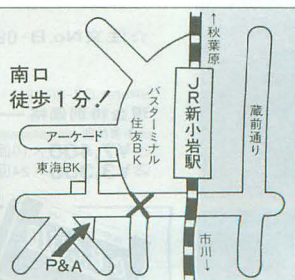 ↑秋葉原
南口
徒歩1分!
JR新小岩駅
バスターミナル
住友BK
蔵前通り
アーケード
東海BK
市川→
P&A